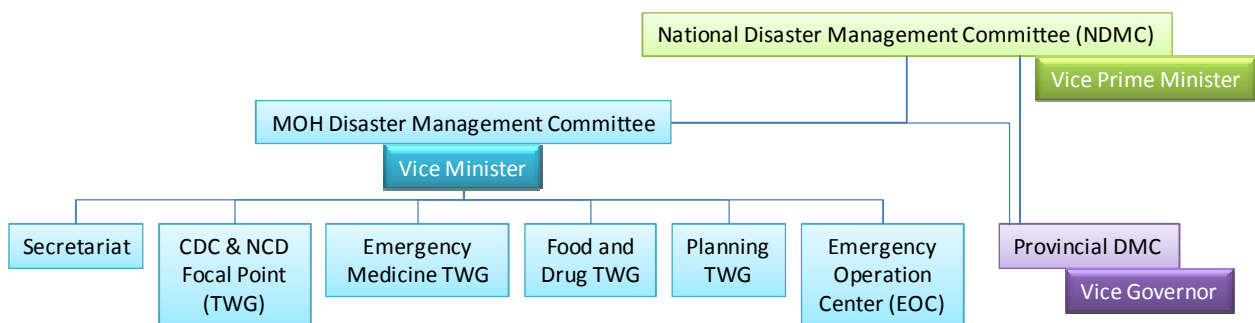 National Disaster Management Committee (NDMC)
Vice Prime Minister
MOH Disaster Management Committee
Vice Minister
Secretariat
CDC & NCD
Focal Point
(TWG)
Emergency
Medicine TWG
Food and
Drug TWG
Planning
TWG
Emergency
Operation
Center (EOC)
Provincial DMC
Vice Governor